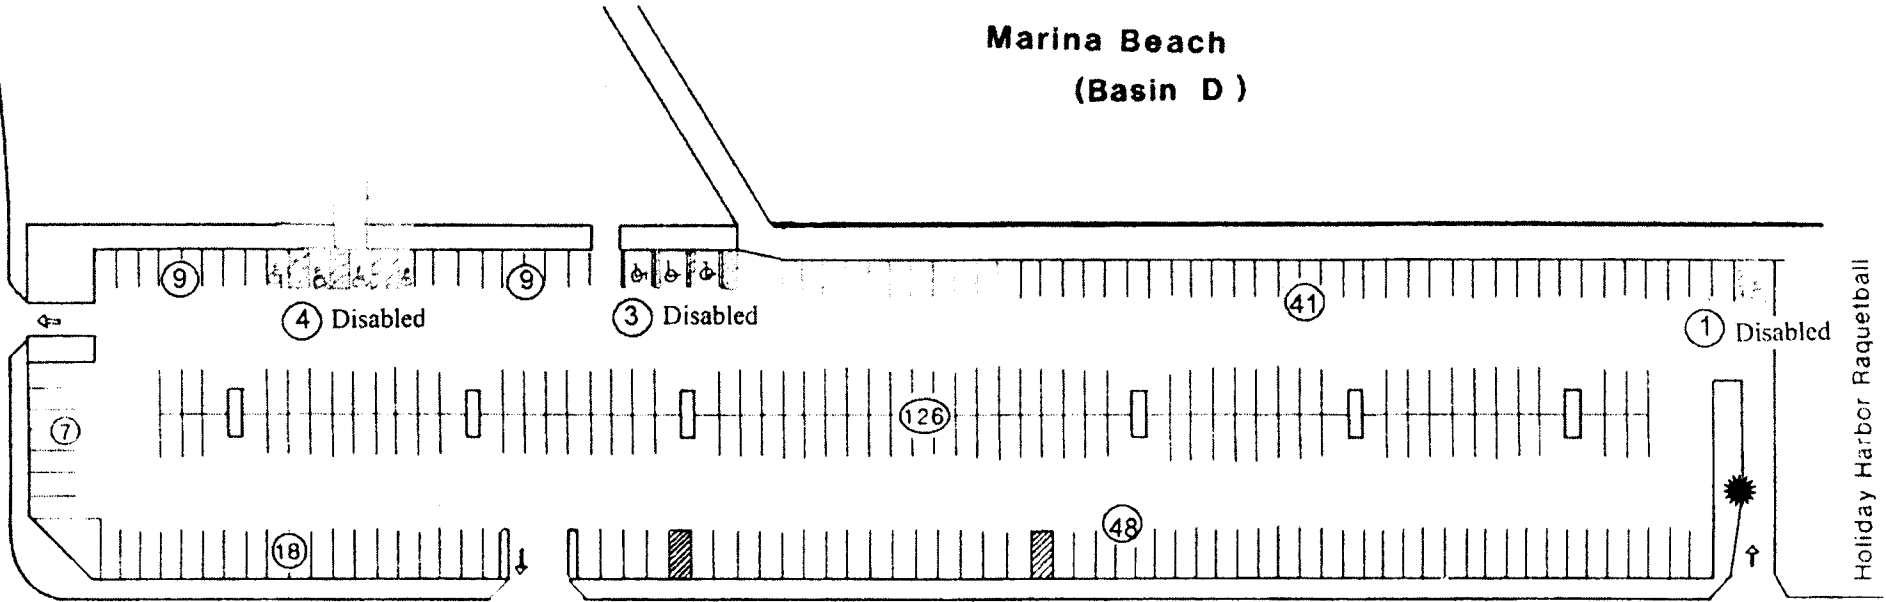 Marina Beach
(Basin D )
9
9
4 Disabled
3 Disabled
41
1 Disabled
Holiday Harbor Raquetball
7
126
18
48